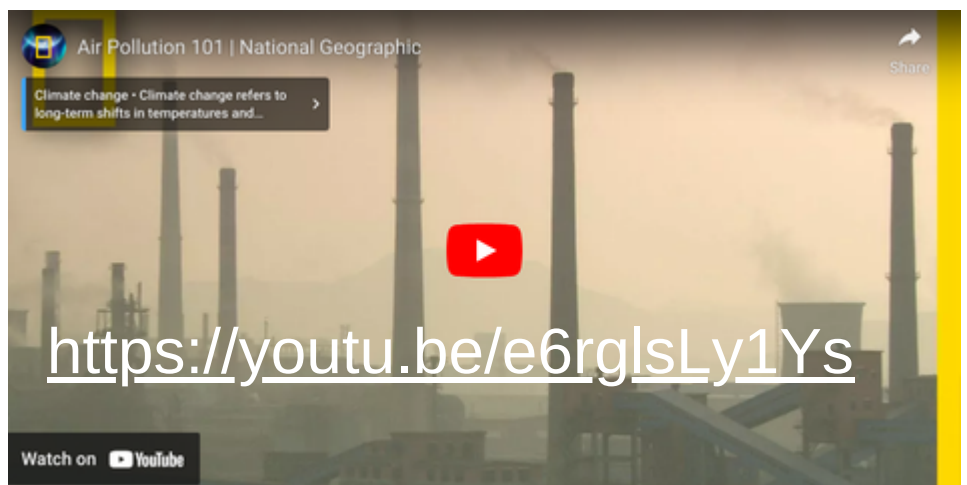 Air Pollution 101 | National Geographic
Share
Climate change • Climate change refers to
long-term shifts in temperatures and...
https://youtu.be/e6rglsLy1Ys
Watch on YouTube